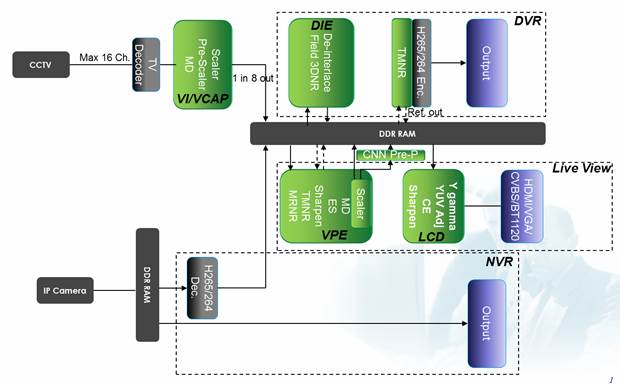 DIE
DVR
De-interlace
Field 3DNR
TMNR
H265/264 Enc.
Output
Scaler
Pre-Scaler
MD
VI/VCAP
TV
Decoder
Max 16 Ch.
CCTV
1 in 8 out
Ref. out
DDR RAM
CNN Pre-P
Live View
Scaler
MD
ES
Sharpen
TMNR
MRNR
VPE
Y gamma
YUV Adj
CE
Sharpen
LCD
HDMI/VGA/
CVBS/BT1120
NVR
DDR RAM
H265/264
Dec.
IP Camera
Output
1